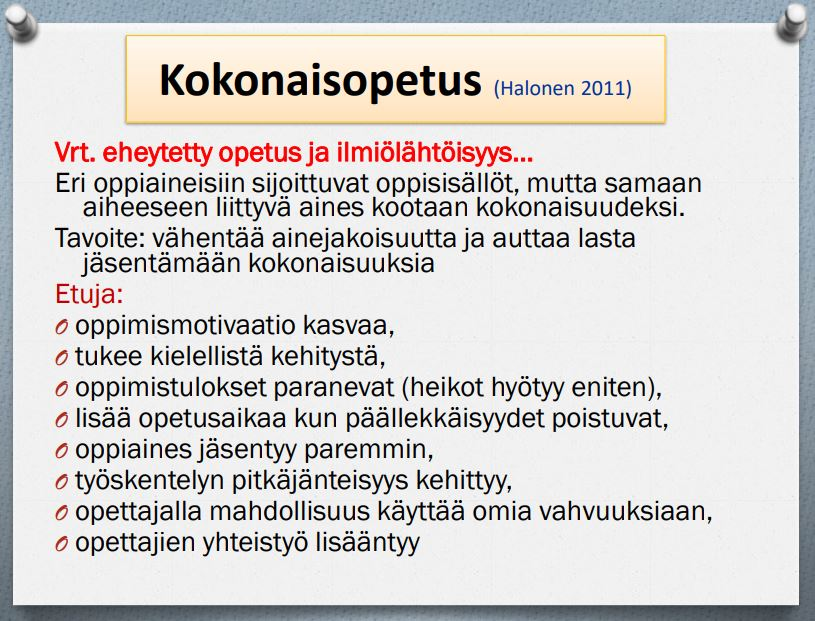 Kokonaisopetus (Halonen 2011)
Vrt. eheytetty opetus ja ilmiölähtöisyys...
Eri oppiaineisiin sijoittuvat oppisisällöt, mutta samaan
aiheeseen liittyvä aines kootaan kokonaisuudeksi.
Tavoite: vähentää ainejakoisuutta ja auttaa lasta
jäsentämään kokonaisuuksia
Etuja:
oppimismotivaatio kasvaa,
tukee kielellistä kehitystä,
oppimistulokset paranevat (heikot hyötyy eniten),
lisää opetusaikaa kun päällekkäisyydet poistuvat,
oppiaines jäsentyy paremmin,
työskentelyn pitkäjänteisyys kehittyy,
opettajalla mahdollisuus käyttää omia vahvuuksiaan,
opettajien yhteistyö lisääntyy